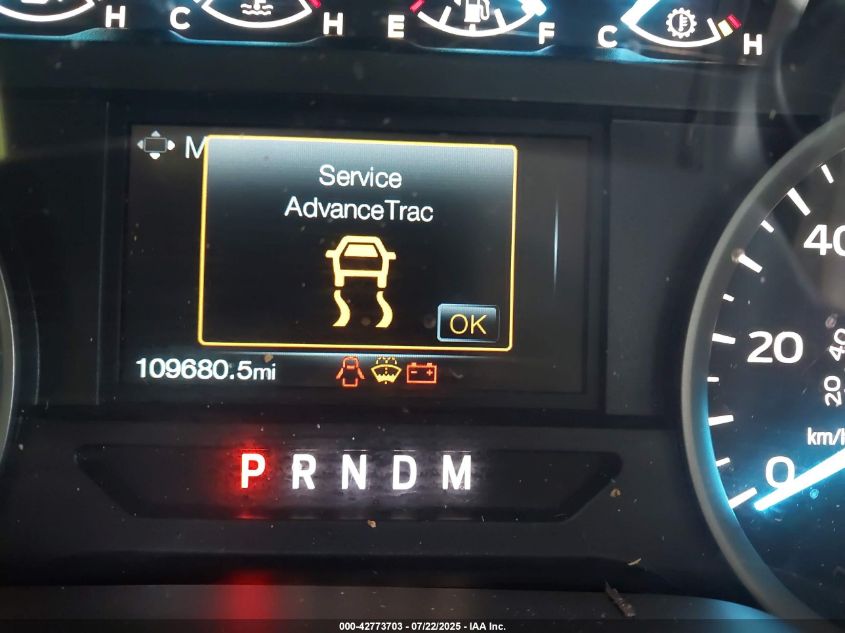 H
C
H
E
F
C
H
M
Service
AdvanceTrac
OK
109680.5mi
P R N D M
40
20
0
40
20
km/h
000-42773703 - 07/22/2025 - IAA Inc.